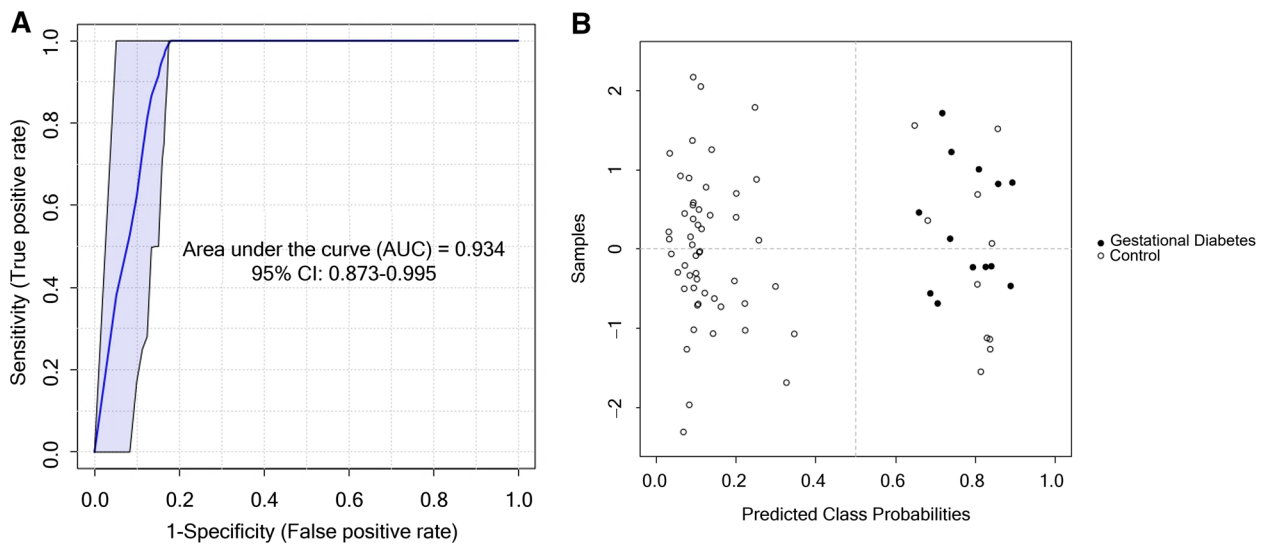 A
Sensitivity (True positive rate)
1.0
0.8
0.6
0.4
0.2
0.0
Area under the curve (AUC) = 0.934
95% CI: 0.873-0.995
0.0 0.2 0.4 0.6 0.8 1.0
1-Specificity (False positive rate)
B
Samples
2
1
0
−1
−2
0.0 0.2 0.4 0.6 0.8 1.0
Predicted Class Probabilities
Gestational Diabetes
Control